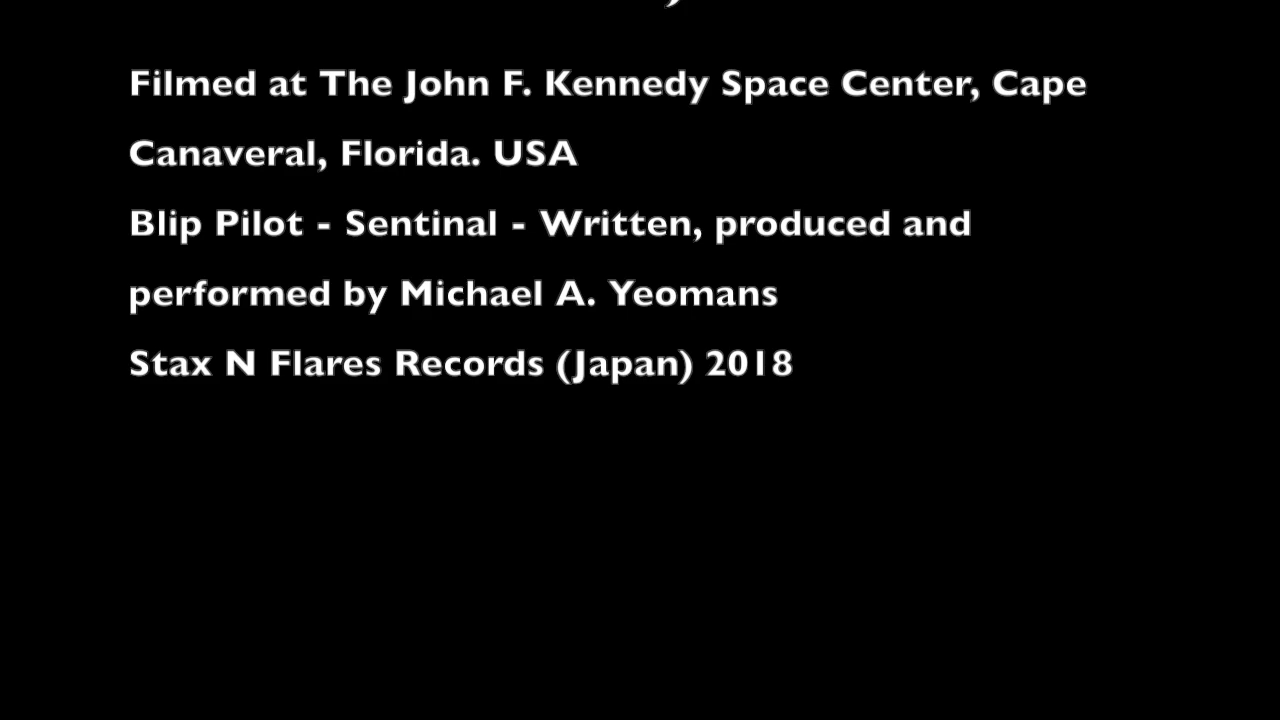 Filmed at The John F. Kennedy Space Center, Cape
Canaveral, Florida. USA
Blip Pilot - Sentinal - Written, produced and
performed by Michael A. Yeomans
Stax N Flares Records (Japan) 2018